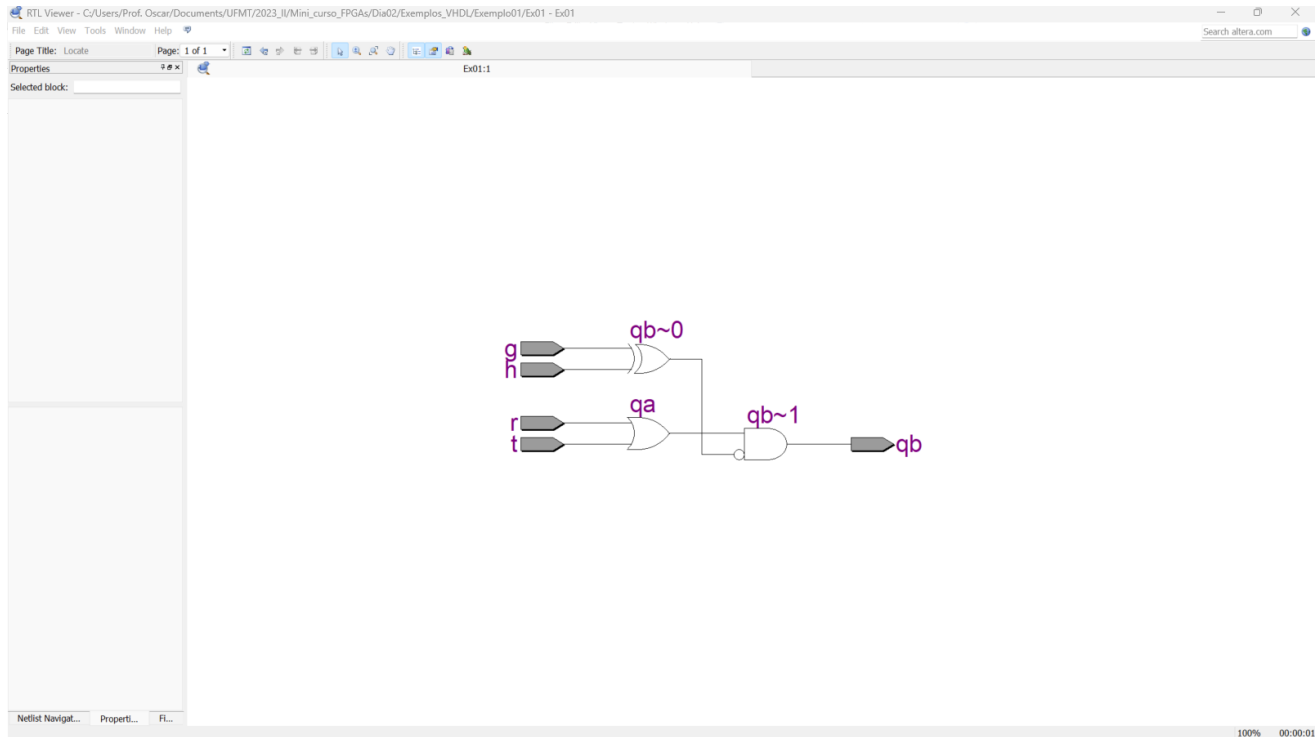 RTL Viewer - C:/Users/Prof. Oscar/Documents/UFMT/2023_II/Mini_curso_FPGAs/Dia02/Exemplos_VHDL/Exemplo01/Ex01 - Ex01
File Edit View Tools Window Help
Search altera.com
Page Title: Locate Page: 1 of 1
Properties
Ex01:1
Selected block:
qb~0
g
h
qa
r
qb~1
t
qb
Netlist Navigat... Properti... Fi...
100% 00:00:0